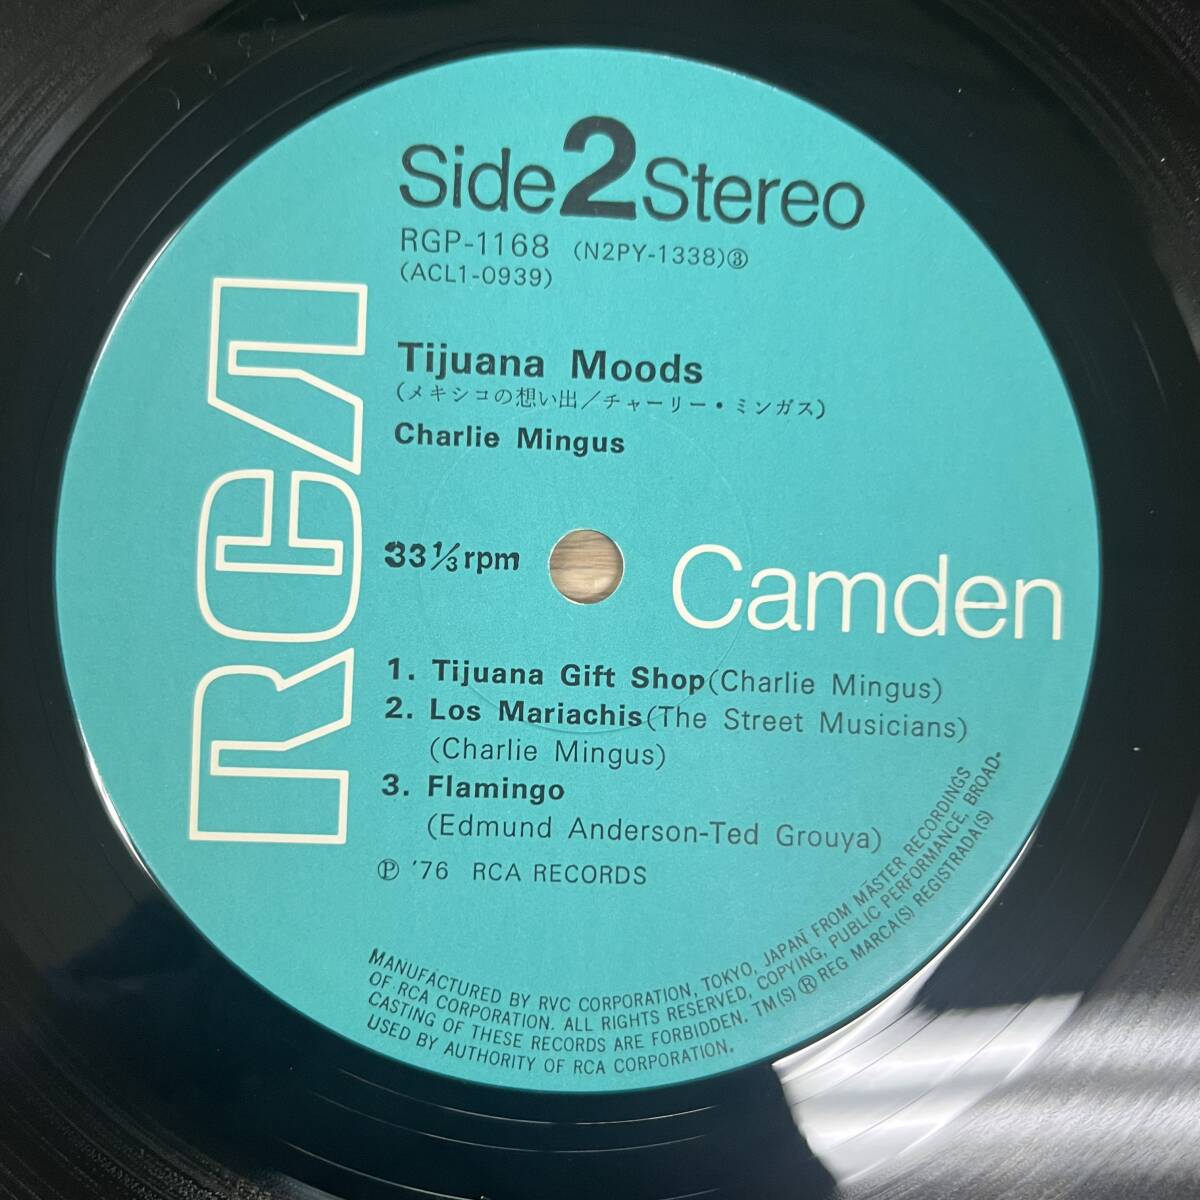 Side 2 Stereo
RGP-1168 (N2PY-1338)③
(ACL1-0939)
Tijuana Moods
(メキシコの想い出/チャーリー・ミンガス)
Charlie Mingus
RCA
33⅓rpm
Camden
1. Tijuana Gift Shop(Charlie Mingus)
2. Los Mariachis(The Street Musicians)
(Charlie Mingus)
3. Flamingo
(Edmund Anderson-Ted Grouya)
Ⓟ '76 RCA RECORDS
MANUFACTURED BY RVC CORPORATION, TOKYO, JAPAN FROM MASTER RECORDINGS
OF RCA CORPORATION. ALL RIGHTS RESERVED, COPYING, PUBLIC PERFORMANCE, BROAD-
CASTING OF THESE RECORDS ARE FORBIDDEN. TM(S) ® REG MARCA(S) REGISTRADA(S)
USED BY AUTHORITY OF RCA CORPORATION.